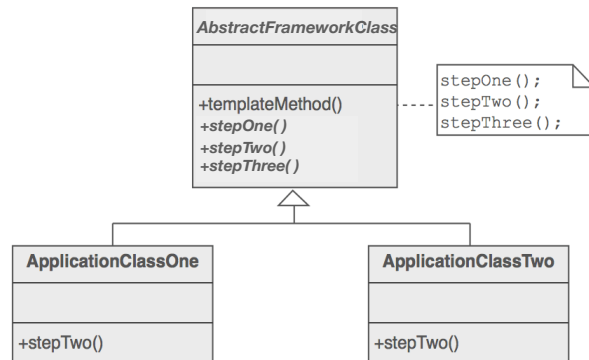 AbstractFrameworkClass
+templateMethod()
+stepOne()
+stepTwo()
+stepThree()
stepOne();
stepTwo();
stepThree();
ApplicationClassOne
+stepTwo()
ApplicationClassTwo
+stepTwo()